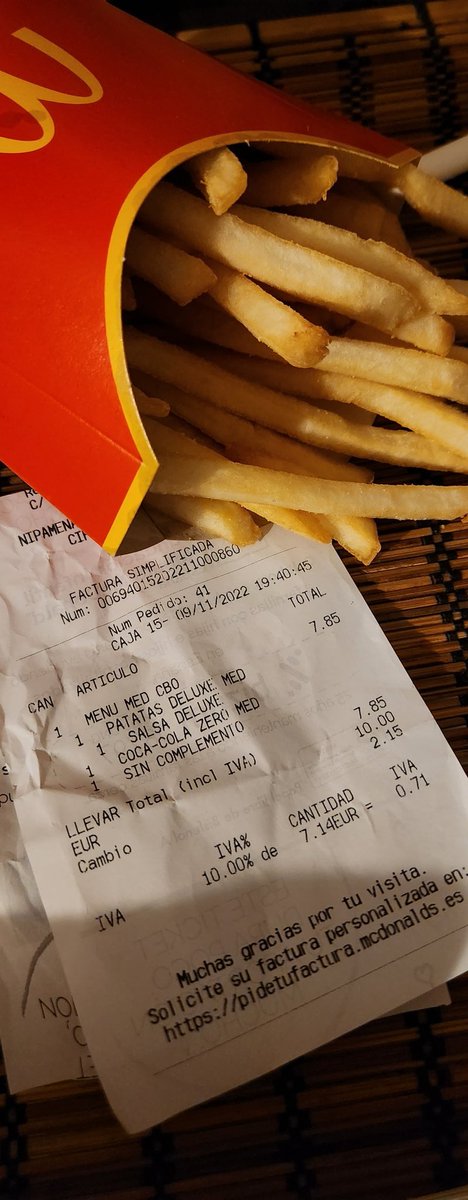 C/
NIPAMENA
CIF
FACTURA SIMPLIFICADA
Num: 0069401520221100086
Num Pedido: 41
CAJA 15- 09/11/2022 19:40:45
CAN ARTICULO TOTAL
1 MENU MED CBO 7.85
1 PATATAS DELUXE MED
1 SALSA DELUXE
1 COCA-COLA ZERO MED
1 SIN COMPLEMENTO
LLEVAR Total (incl IVA) 7.85
EUR 10.00
Cambio 2.15
IVA% CANTIDAD IVA
IVA 10.00% de 7.14EUR = 0.71
Muchas gracias por tu visita.
Solicite su factura personalizada en:
https://pidetufactura.mcdonalds.es